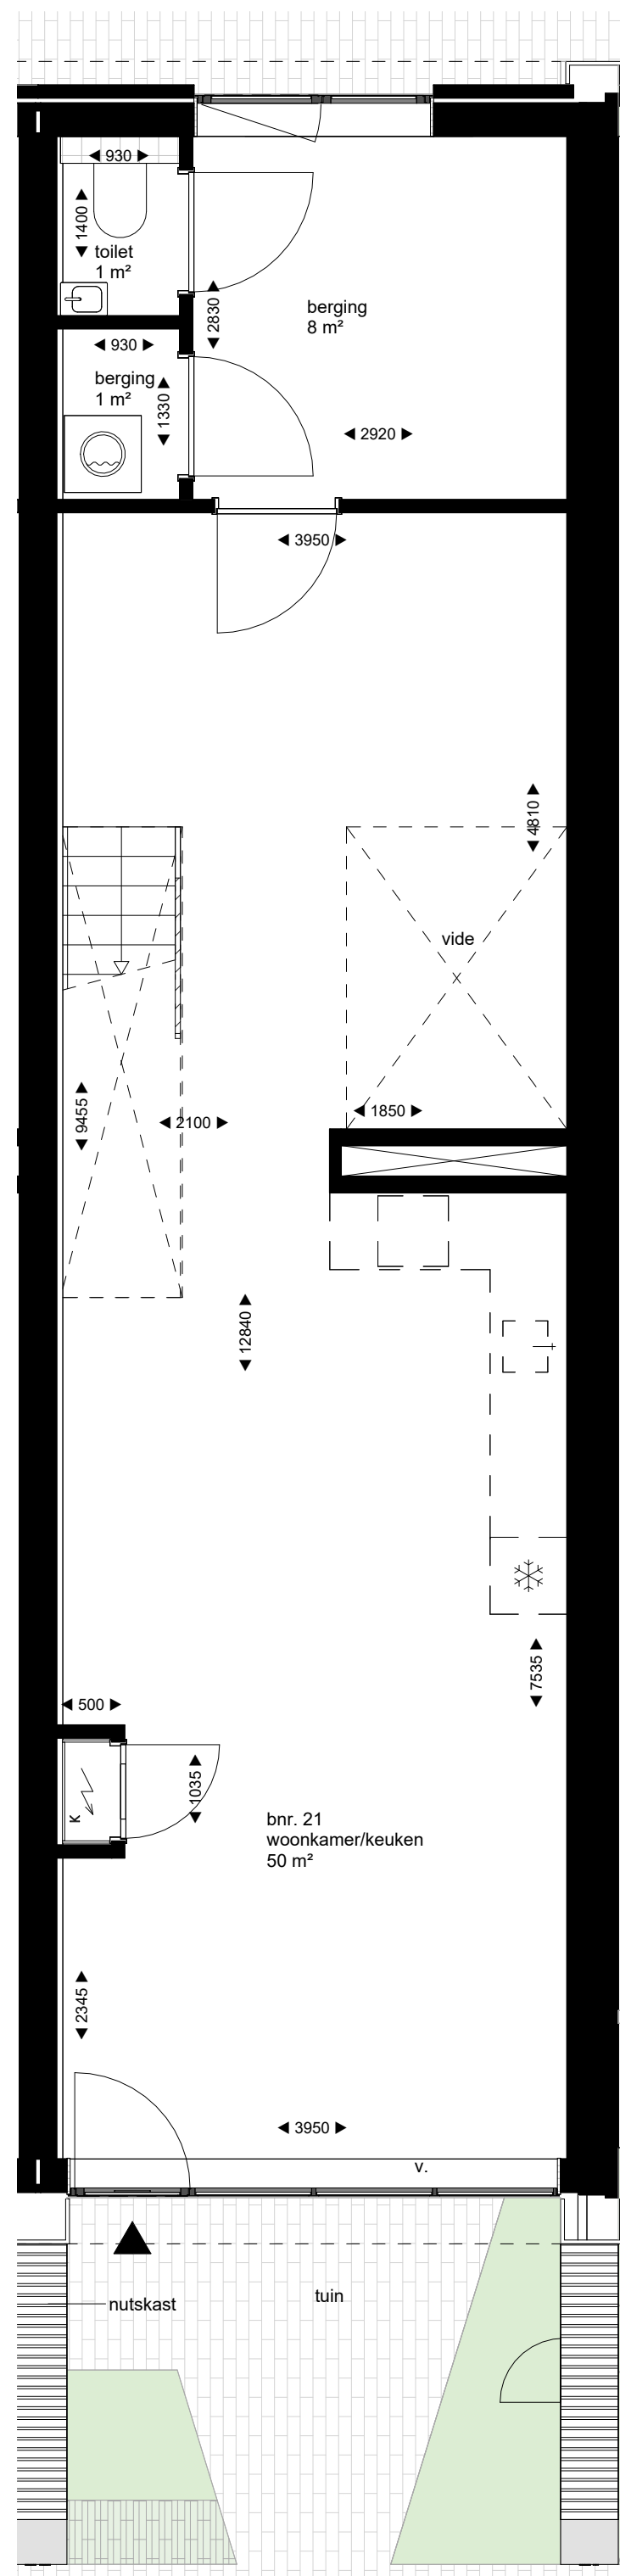 930
1400
toilet
1 m²
2830
berging
8 m²
930
berging
1 m²
1330
2920
3950
4810
vide
9455
2100
1850
12840
7535
500
K
1035
bnr. 21
woonkamer/keuken
50 m²
2345
3950
v.
nutskast
tuin